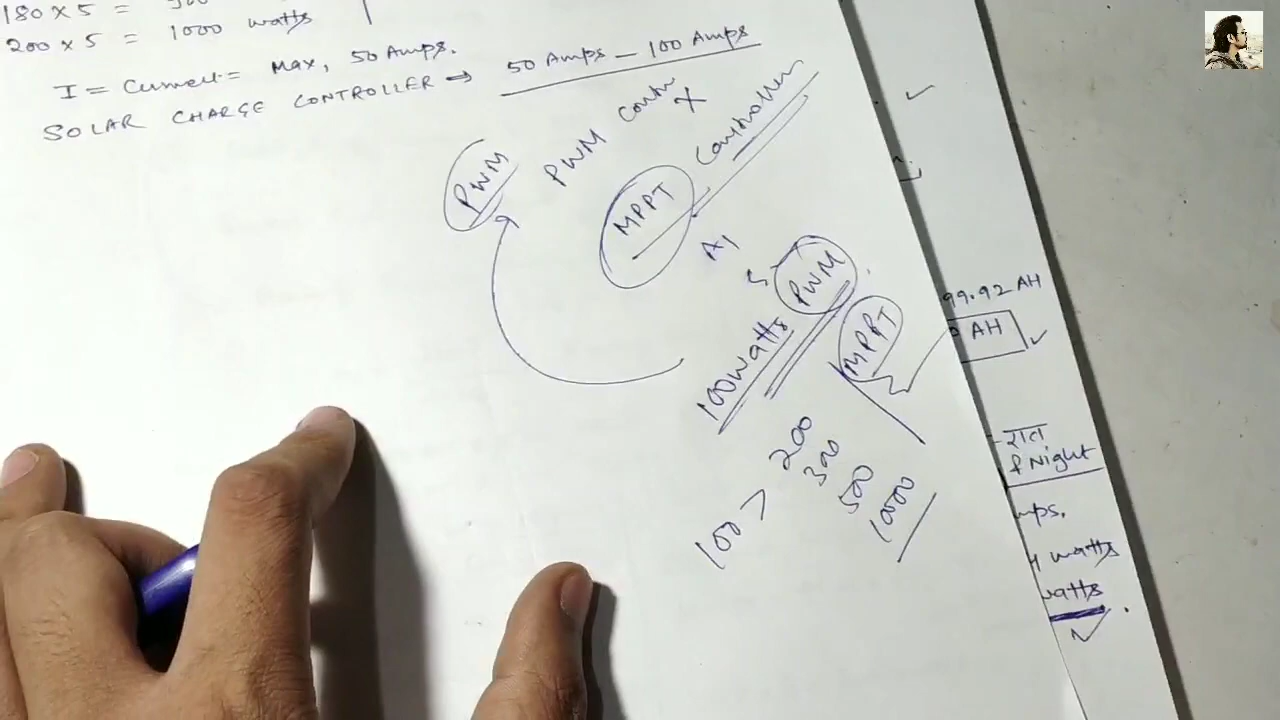 180 x 5 =
200 x 5 = 1000 watts
I = Current = Max, 50 Amps.
SOLAR CHARGE CONTROLLER → 50 Amps - 100 Amps
PWM
PWM Contr X
MPPT Controller
A1
5
PWM
100 watts
MPPT
100 >
200
300
500
1000
99.92 AH
AH
रात
Night
mps.
watts
watts